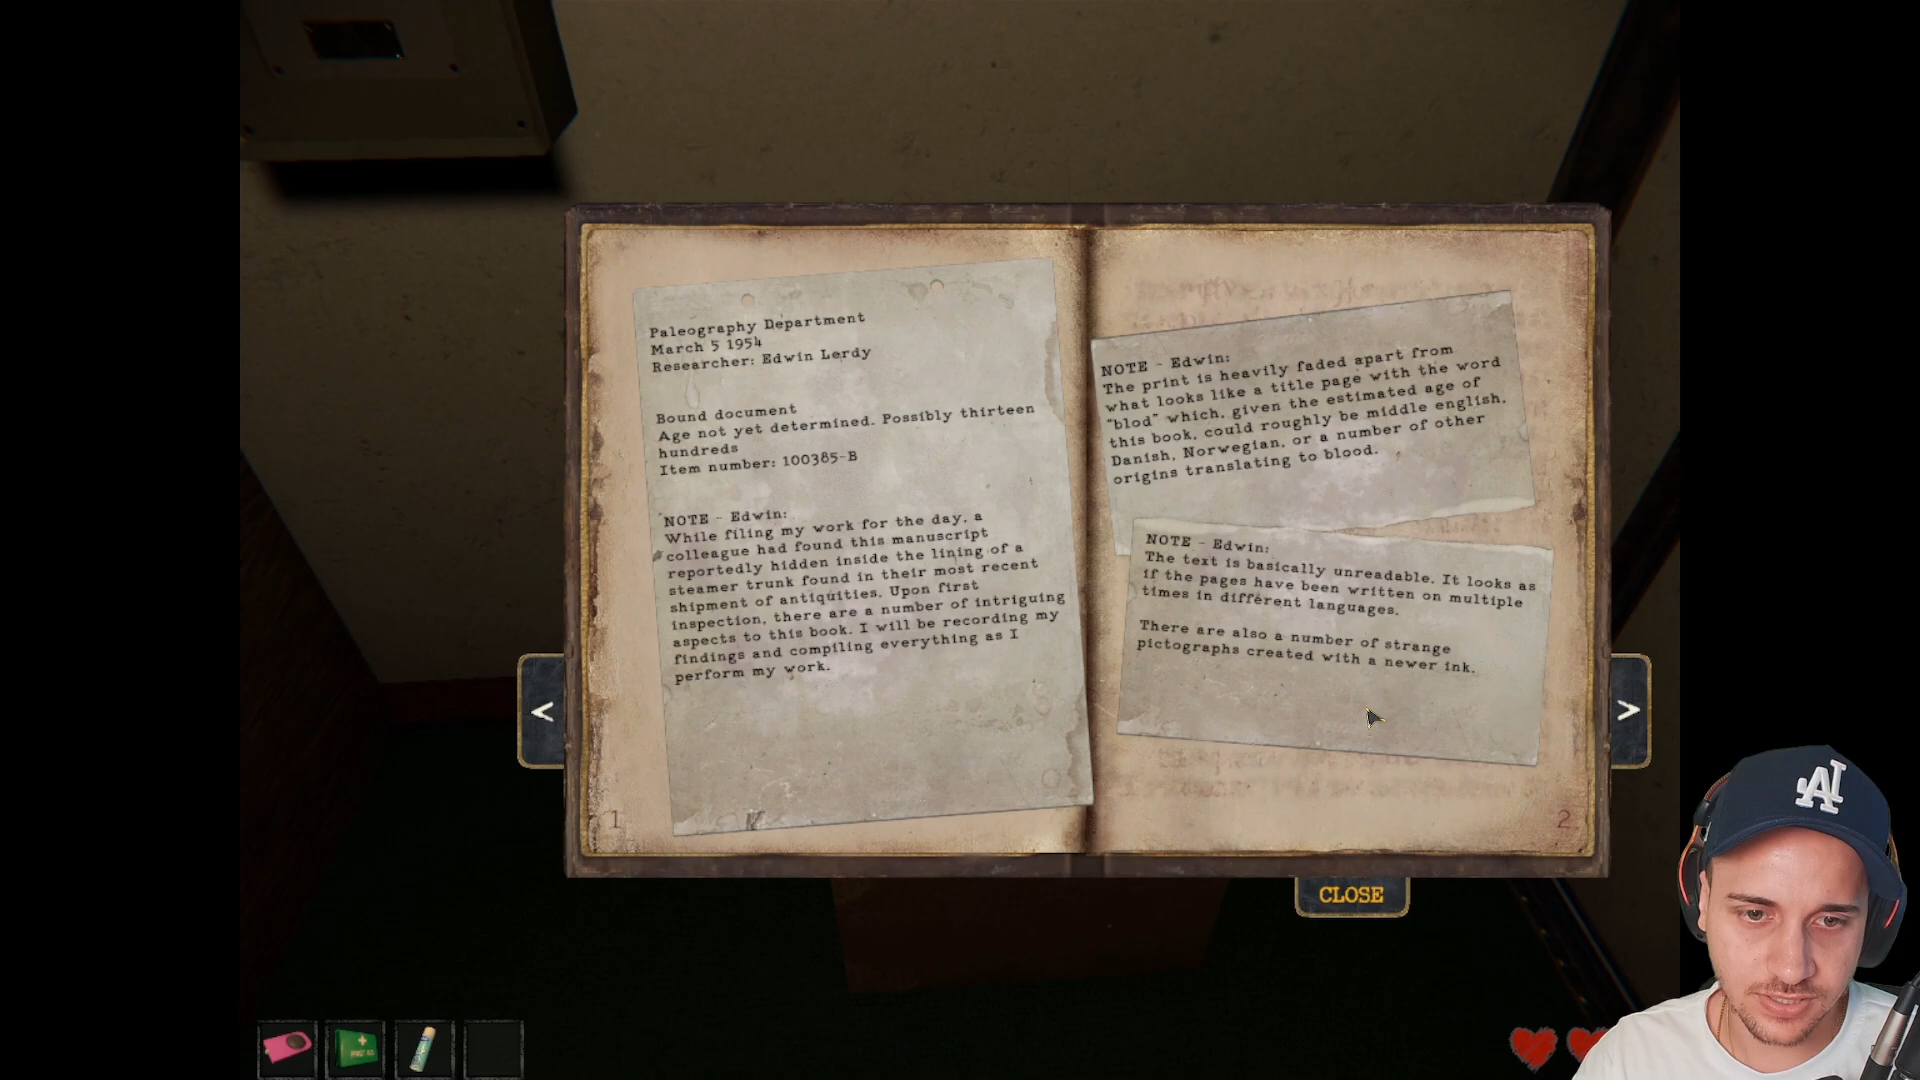 Paleography Department
March 5 1954
Researcher: Edwin Lerdy
Bound document
Age not yet determined. Possibly thirteen
hundreds
Item number: 100385-B
NOTE - Edwin:
While filing my work for the day, a
colleague had found this manuscript
reportedly hidden inside the lining of a
steamer trunk found in their most recent
shipment of antiquities. Upon first
inspection, there are a number of intriguing
aspects to this book. I will be recording my
findings and compiling everything as I
perform my work.
1
NOTE - Edwin:
The print is heavily faded apart from
what looks like a title page with the word
"blod" which, given the estimated age of
this book, could roughly be middle english,
Danish, Norwegian, or a number of other
origins translating to blood.
NOTE - Edwin:
The text is basically unreadable. It looks as
if the pages have been written on multiple
times in different languages.
There are also a number of strange
pictographs created with a newer ink.
2
<
>
CLOSE
FIRST AID
LA